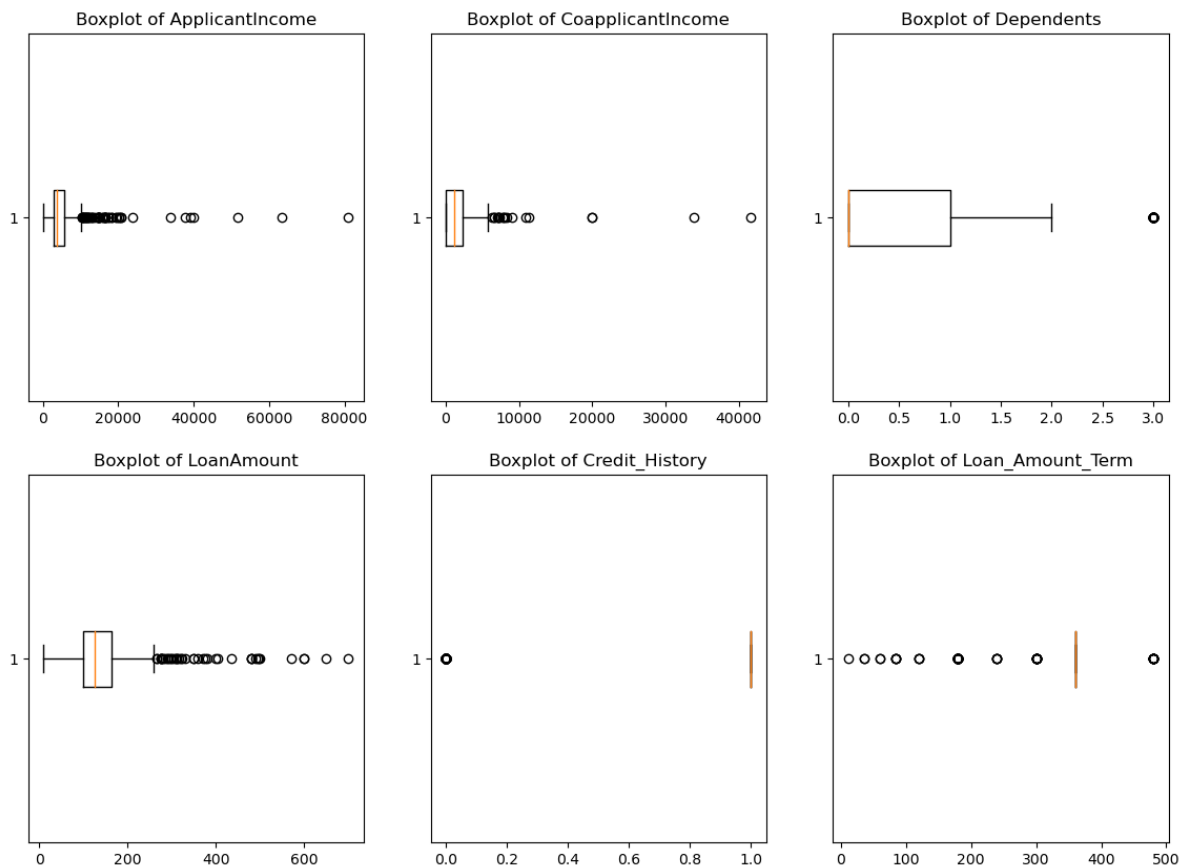 Boxplot of ApplicantIncome
1
0 20000 40000 60000 80000
Boxplot of CoapplicantIncome
1
0 10000 20000 30000 40000
Boxplot of Dependents
1
0.0 0.5 1.0 1.5 2.0 2.5 3.0
Boxplot of LoanAmount
1
0 200 400 600
Boxplot of Credit_History
1
0.0 0.2 0.4 0.6 0.8 1.0
Boxplot of Loan_Amount_Term
1
0 100 200 300 400 500